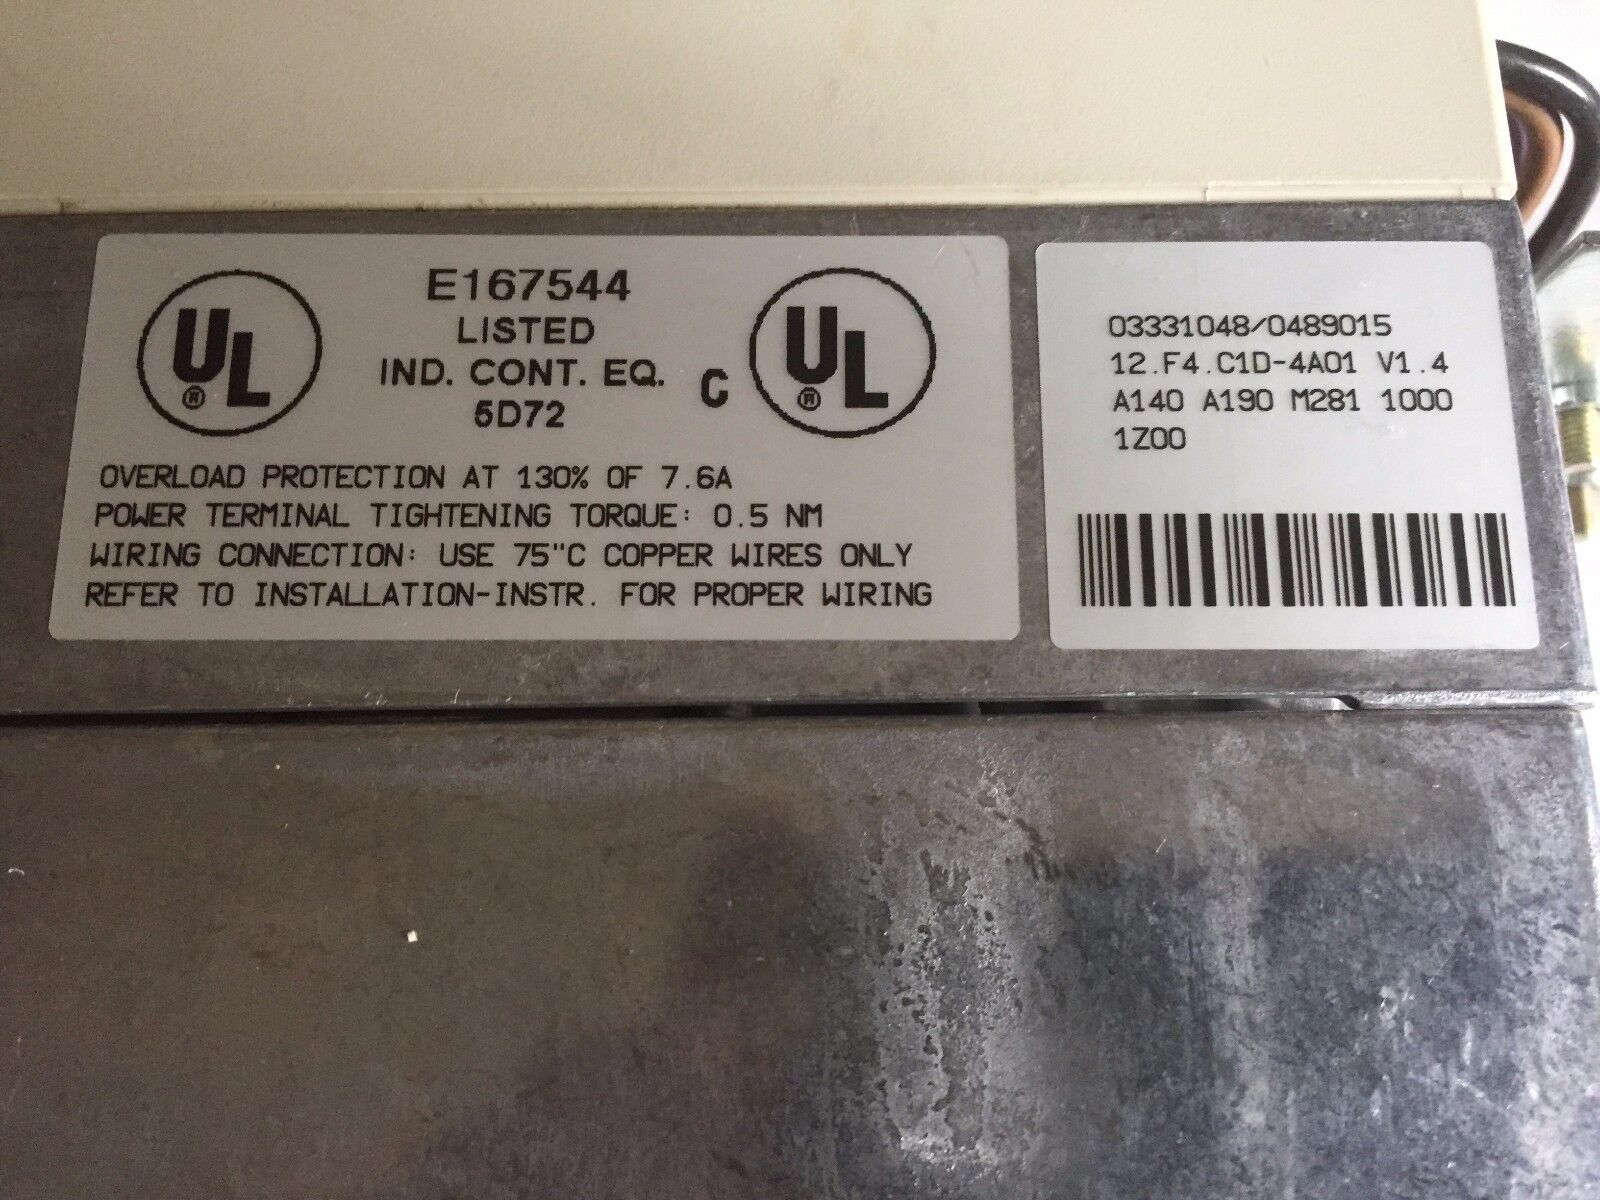 UL
®
E167544
LISTED
IND. CONT. EQ.
5D72
C UL
®
OVERLOAD PROTECTION AT 130% OF 7.6A
POWER TERMINAL TIGHTENING TORQUE: 0.5 NM
WIRING CONNECTION: USE 75"C COPPER WIRES ONLY
REFER TO INSTALLATION-INSTR. FOR PROPER WIRING
03331048/0489015
12.F4.C1D-4A01 V1.4
A140 A190 M281 1000
1Z00